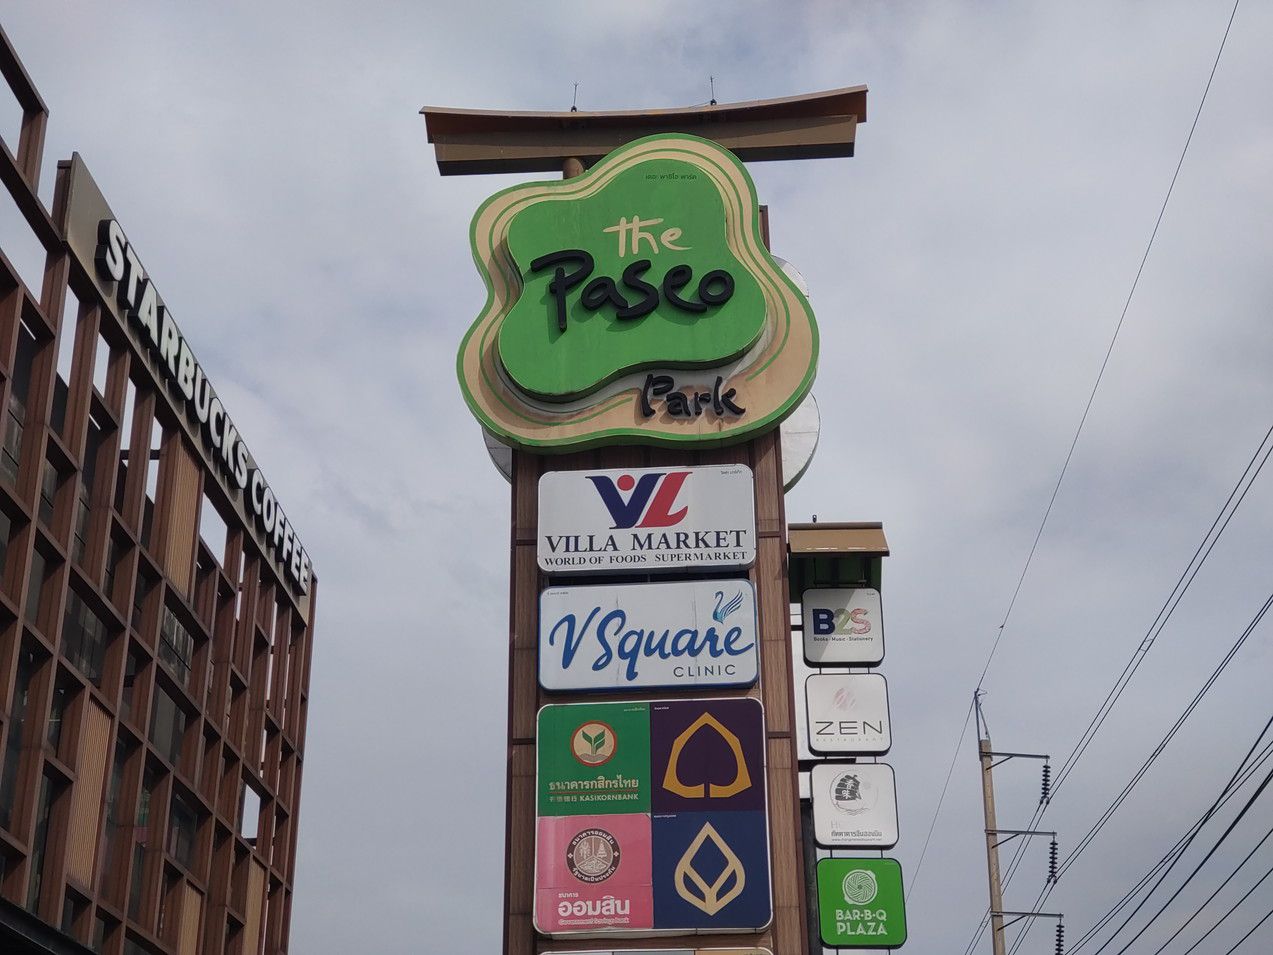 STARBUCKS COFFEE
เดอะ พาซิโอ พาร์ค
the
Paseo
Park
VILLA MARKET
WORLD OF FOODS SUPERMARKET
V Square
CLINIC
ธนาคารกสิกรไทย
KASIKORNBANK
ธนาคาร
ออมสิน
Government Savings Bank
B2S
Books · Music · Stationery
ZEN
RESTAURANT
BAR·B·Q
PLAZA